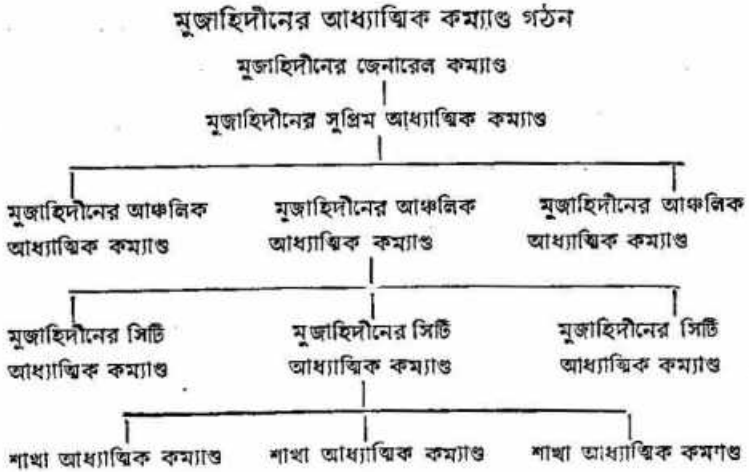 মুজাহিদীনের আধ্যাত্মিক কম্যাণ্ড গঠন
মুজাহিদীনের জেনারেল কম্যাণ্ড
মুজাহিদীনের সুপ্রিম আধ্যাত্মিক কম্যাণ্ড
মুজাহিদীনের আঞ্চলিক
আধ্যাত্মিক কম্যাণ্ড
মুজাহিদীনের আঞ্চলিক
আধ্যাত্মিক কম্যাণ্ড
মুজাহিদীনের আঞ্চলিক
আধ্যাত্মিক কম্যাণ্ড
মুজাহিদীনের সিটি
আধ্যাত্মিক কম্যাণ্ড
মুজাহিদীনের সিটি
আধ্যাত্মিক কম্যাণ্ড
মুজাহিদীনের সিটি
আধ্যাত্মিক কম্যাণ্ড
শাখা আধ্যাত্মিক কম্যাণ্ড
শাখা আধ্যাত্মিক কম্যাণ্ড
শাখা আধ্যাত্মিক কমাণ্ড